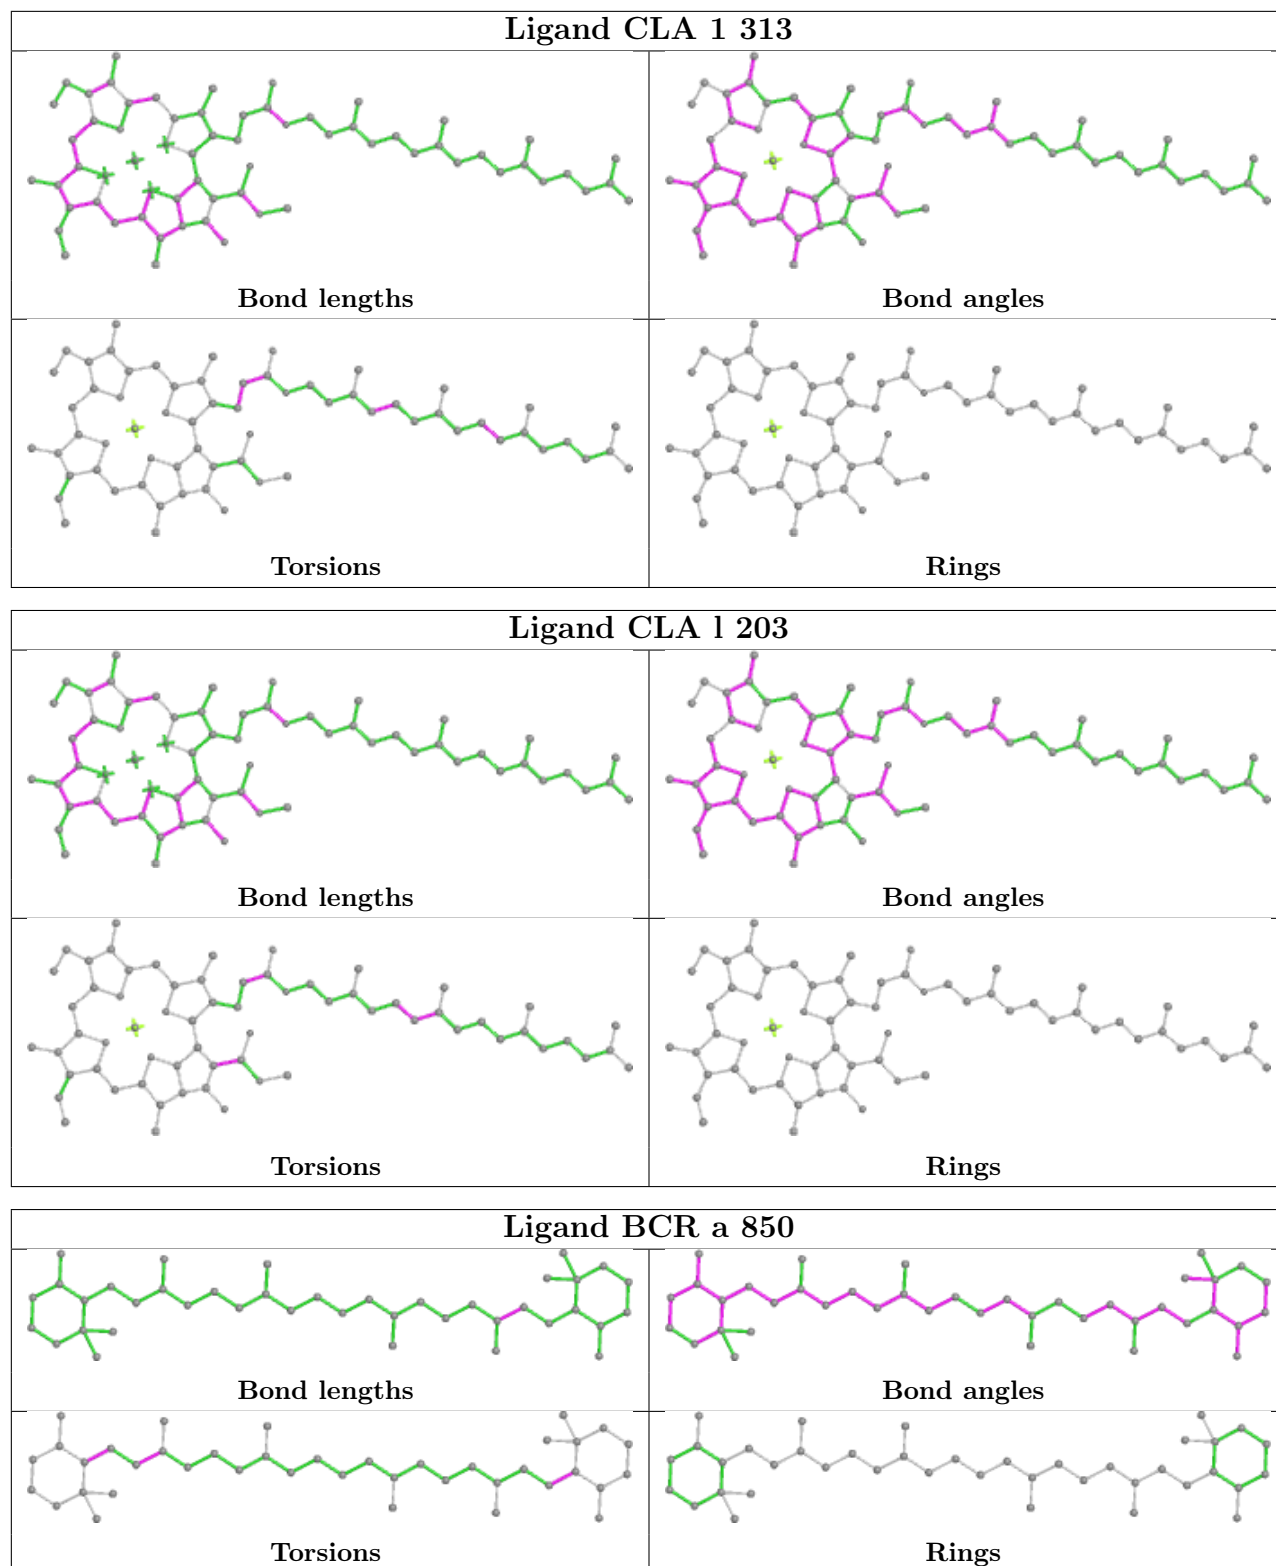 Ligand CLA 1 313
Bond lengths
Bond angles
Torsions
Rings
Ligand CLA l 203
Bond lengths
Bond angles
Torsions
Rings
Ligand BCR a 850
Bond lengths
Bond angles
Torsions
Rings